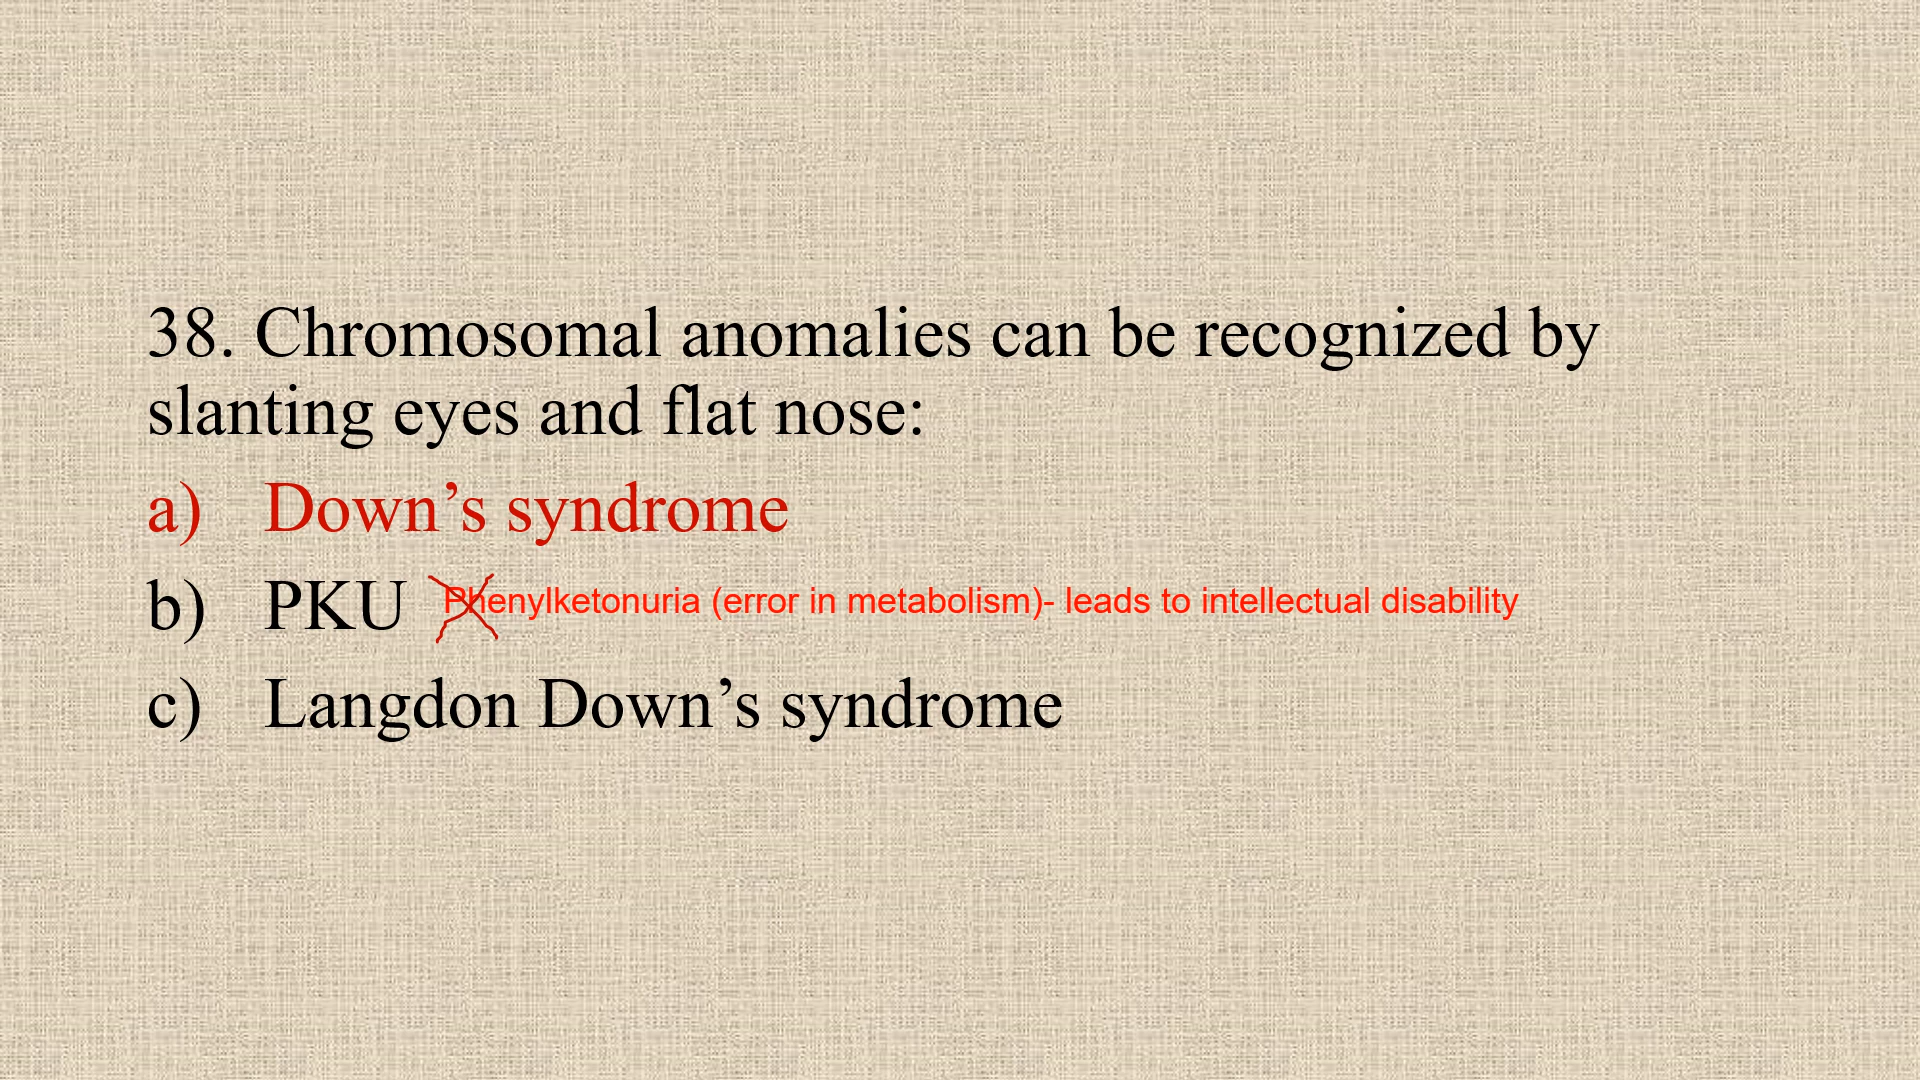 38. Chromosomal anomalies can be recognized by
slanting eyes and flat nose:
a) Down’s syndrome
b) PKU Phenylketonuria (error in metabolism)- leads to intellectual disability
c) Langdon Down’s syndrome